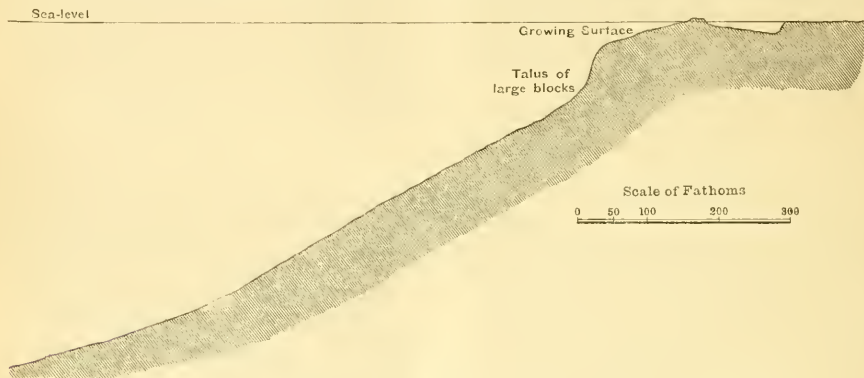 Sea-level
Growing Surface
Talus of
large blocks
Scale of Fathoms
0 50 100 200 300